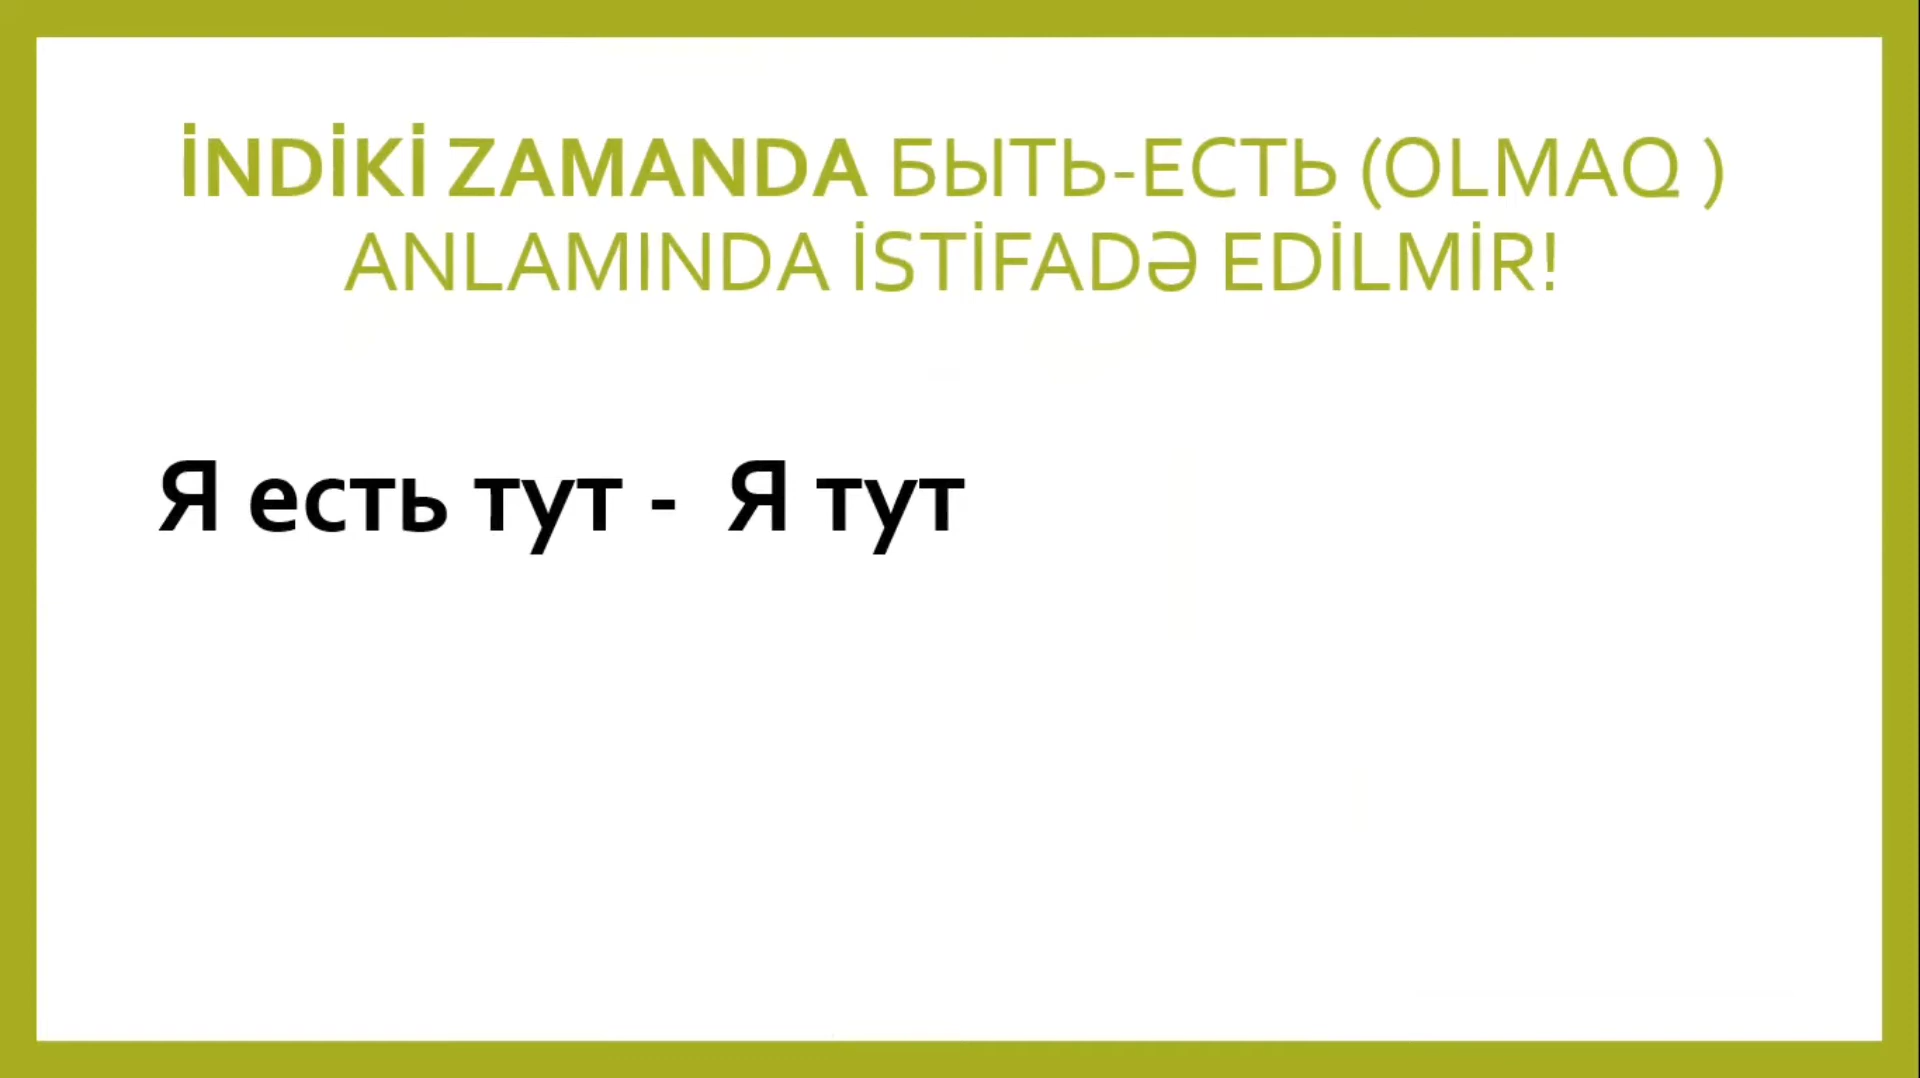 İNDİKİ ZAMANDA БЫТЬ-ЕСТЬ (OLMAQ )
ANLAMINDA İSTİFADƏ EDİLMİR!
Я есть тут - Я тут